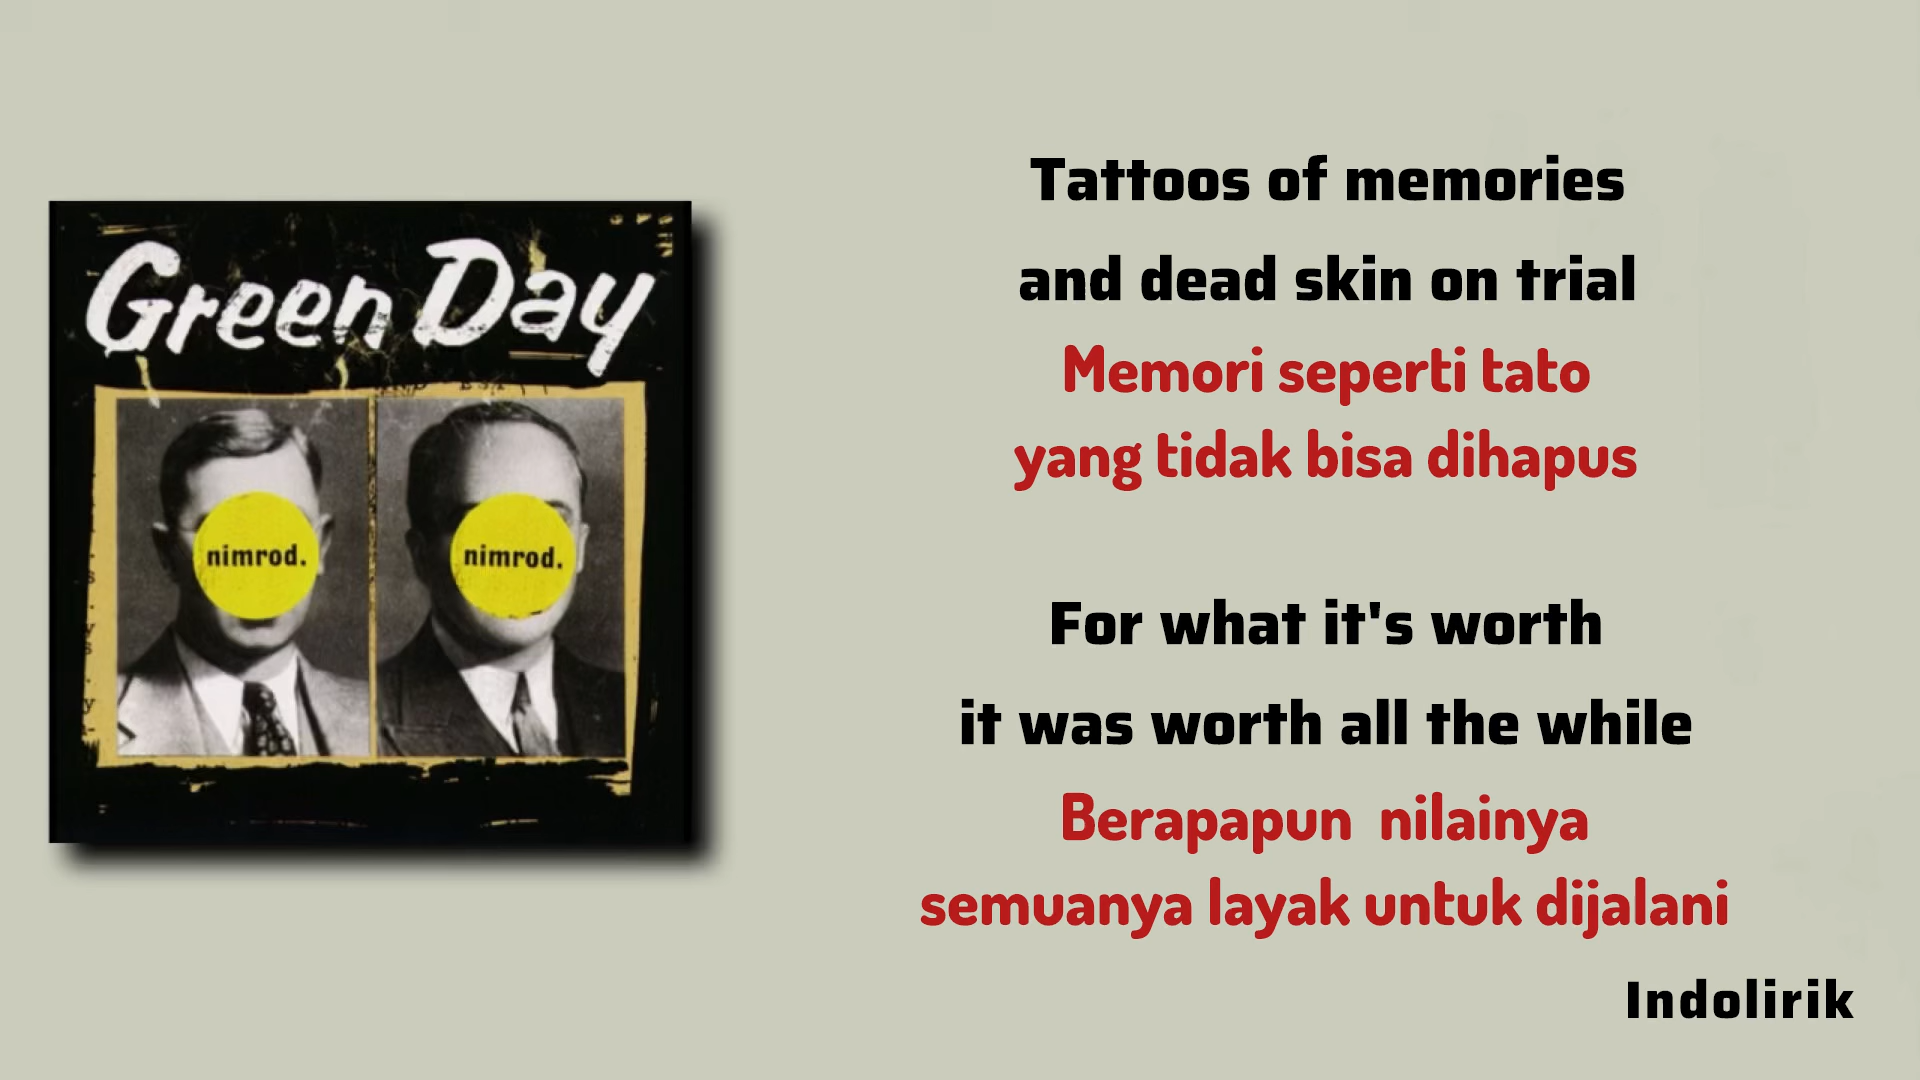 Green Day
nimrod.
nimrod.
Tattoos of memories
and dead skin on trial
Memori seperti tato
yang tidak bisa dihapus
For what it's worth
it was worth all the while
Berapapun nilainya
semuanya layak untuk dijalani
Indolirik